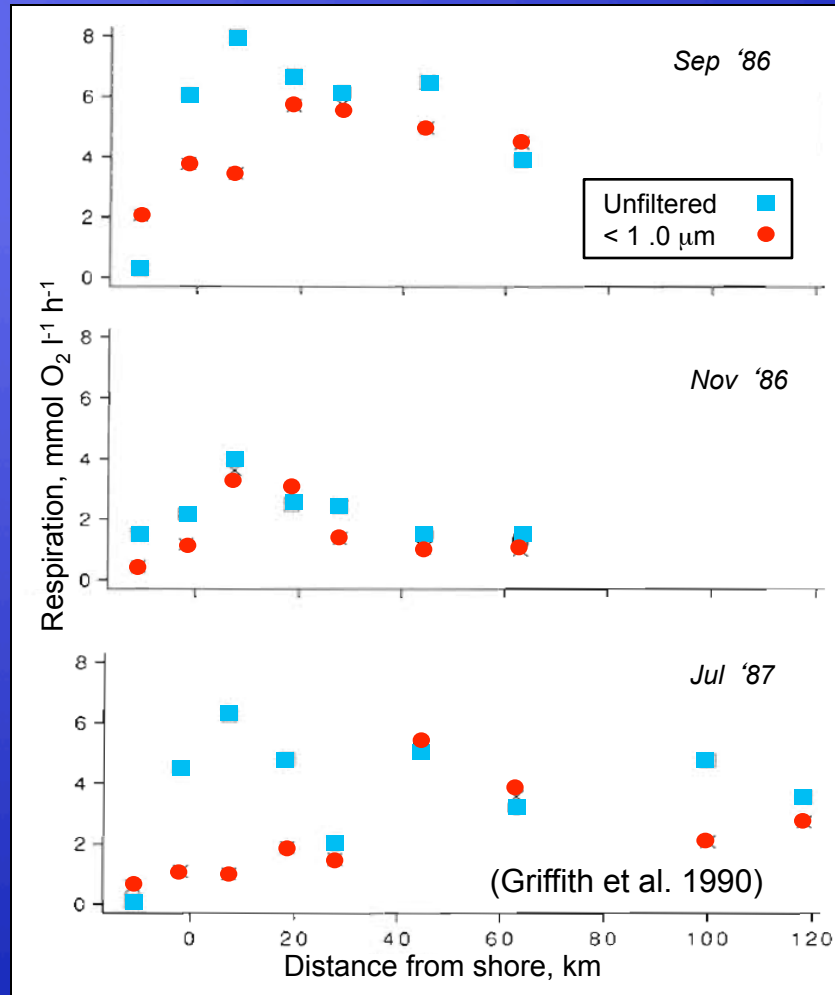 8
6
4
2
0
Sep ‘86
Unfiltered
< 1 .0 μm
8
6
4
2
0
Nov ‘86
8
6
4
2
0
Jul ‘87
(Griffith et al. 1990)
0 20 40 60 80 100 120
Distance from shore, km
Respiration, mmol O₂ l⁻¹ h⁻¹